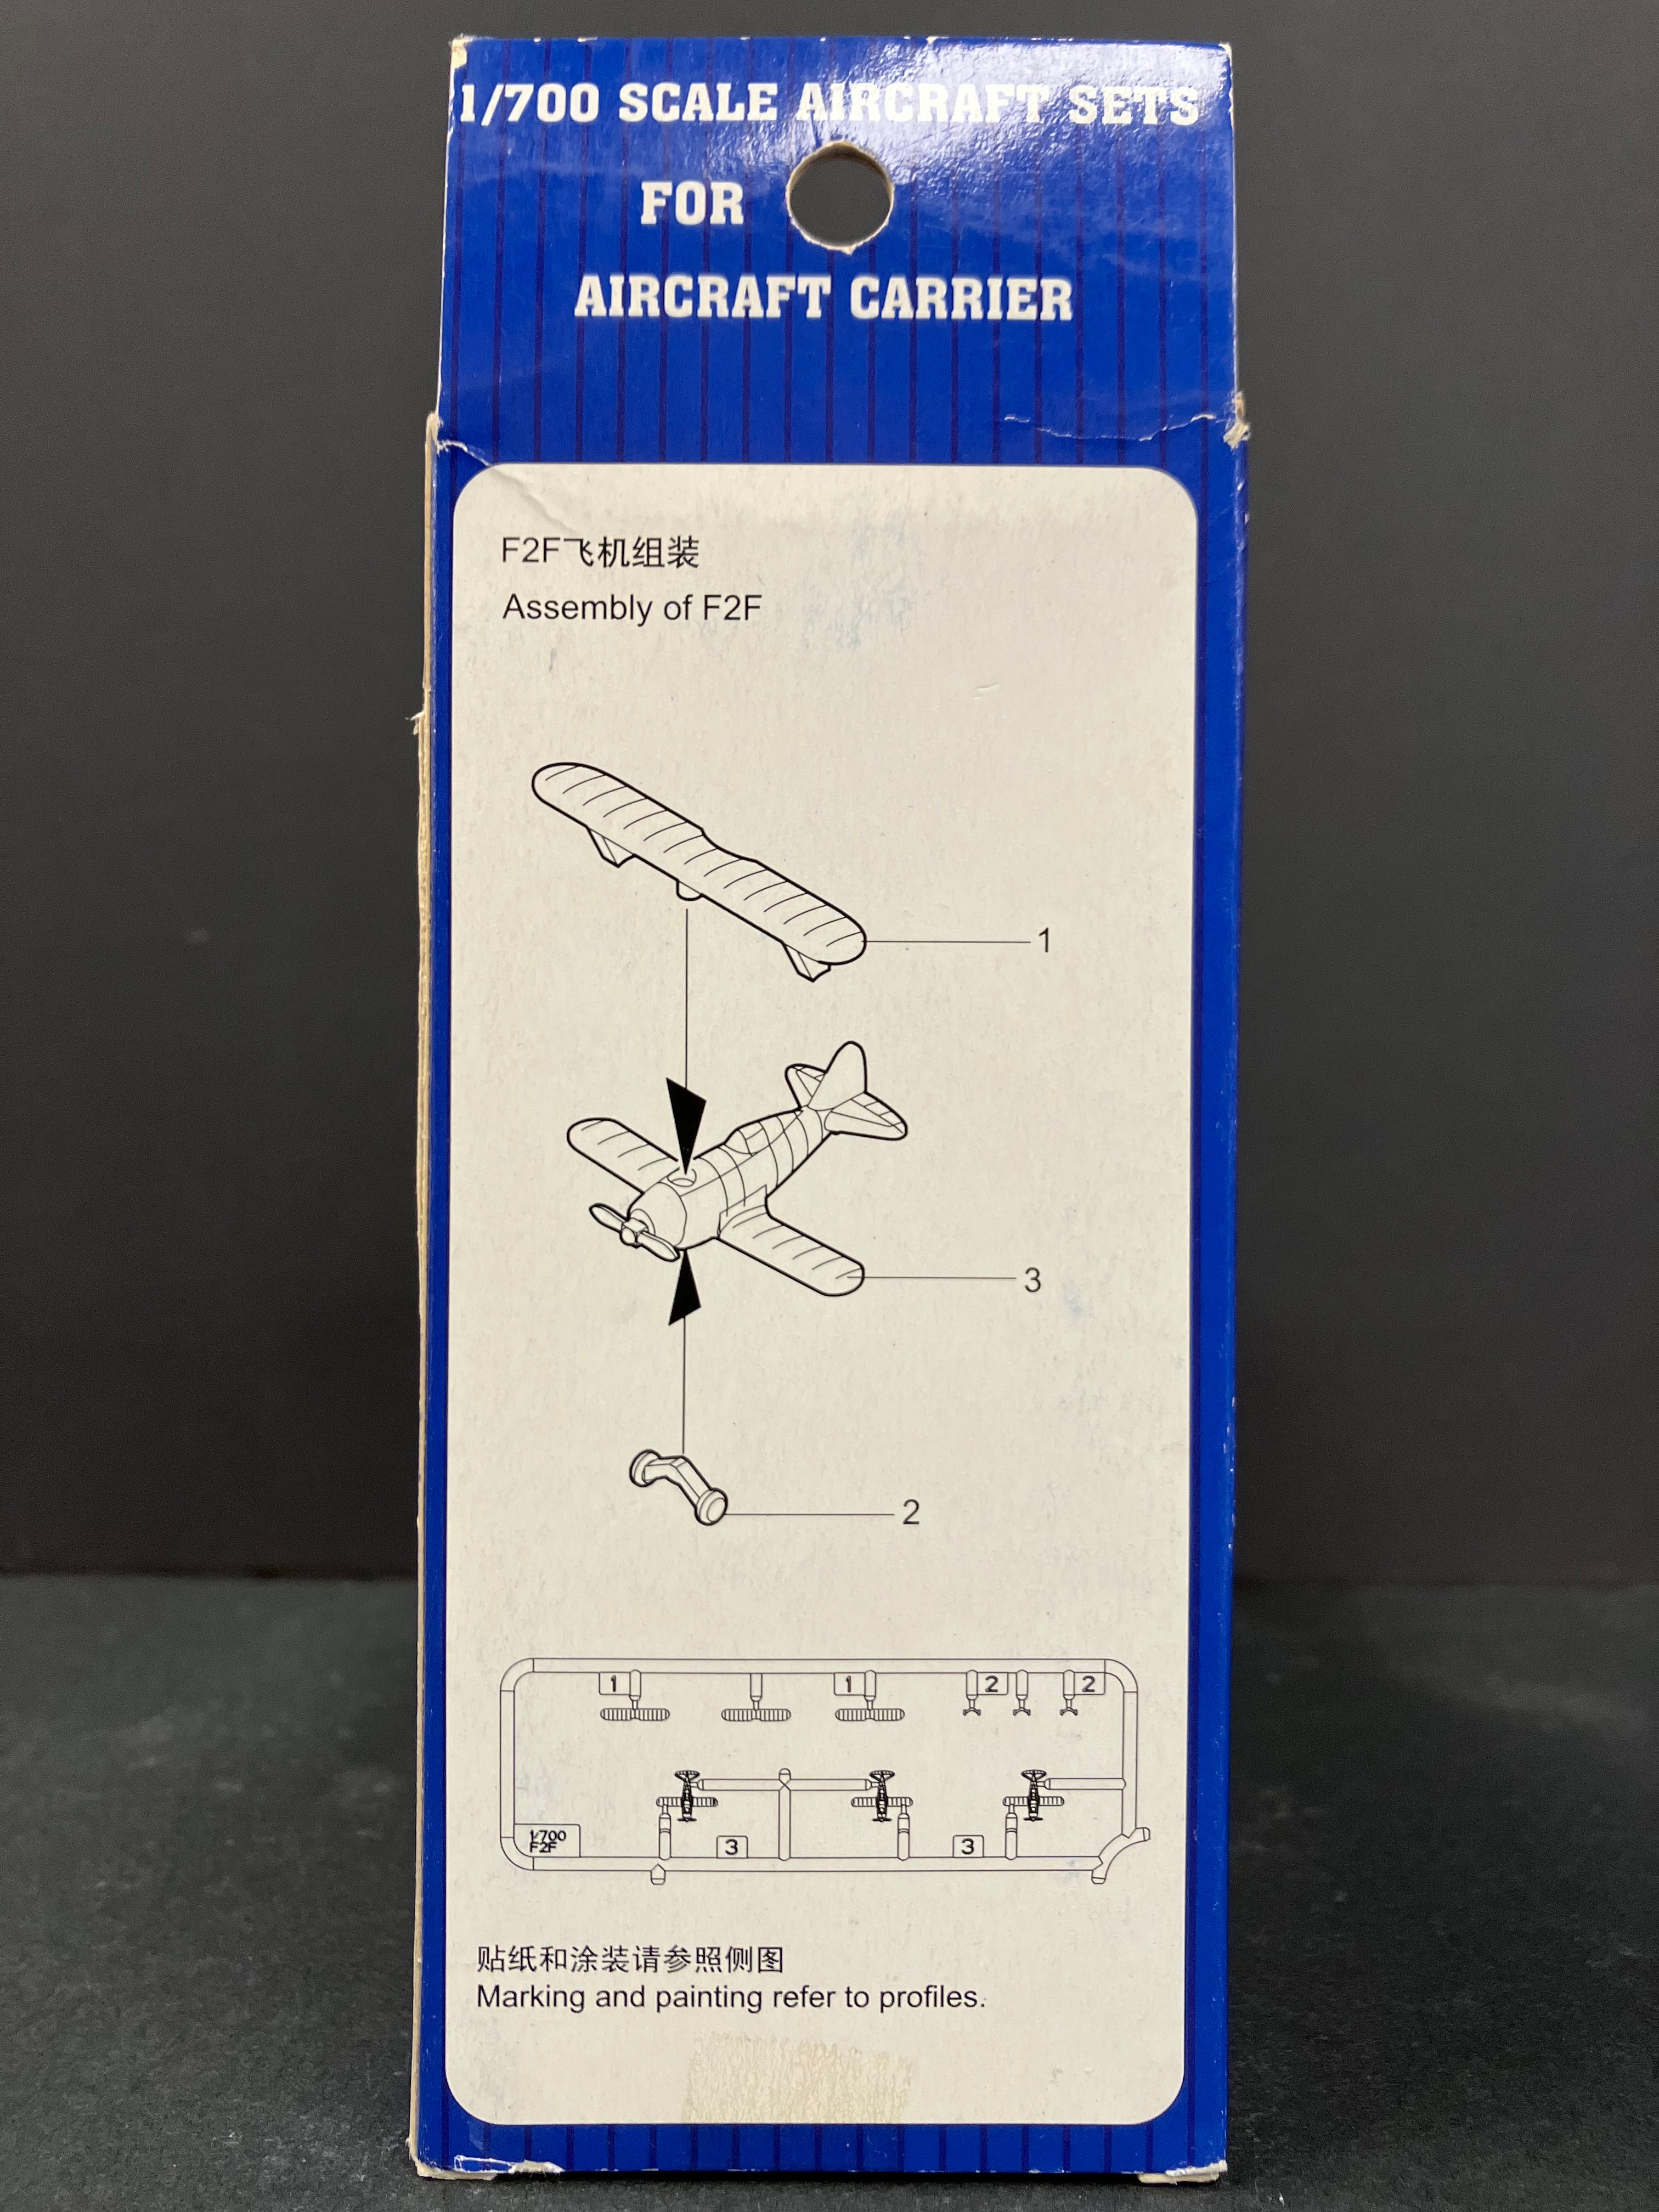 1/700 SCALE AIRCRAFT SETS
FOR
AIRCRAFT CARRIER
F2F飞机组装
Assembly of F2F
1
3
2
1 1 2 2
1/700
F2F
3 3
贴纸和涂装请参照侧图
Marking and painting refer to profiles.